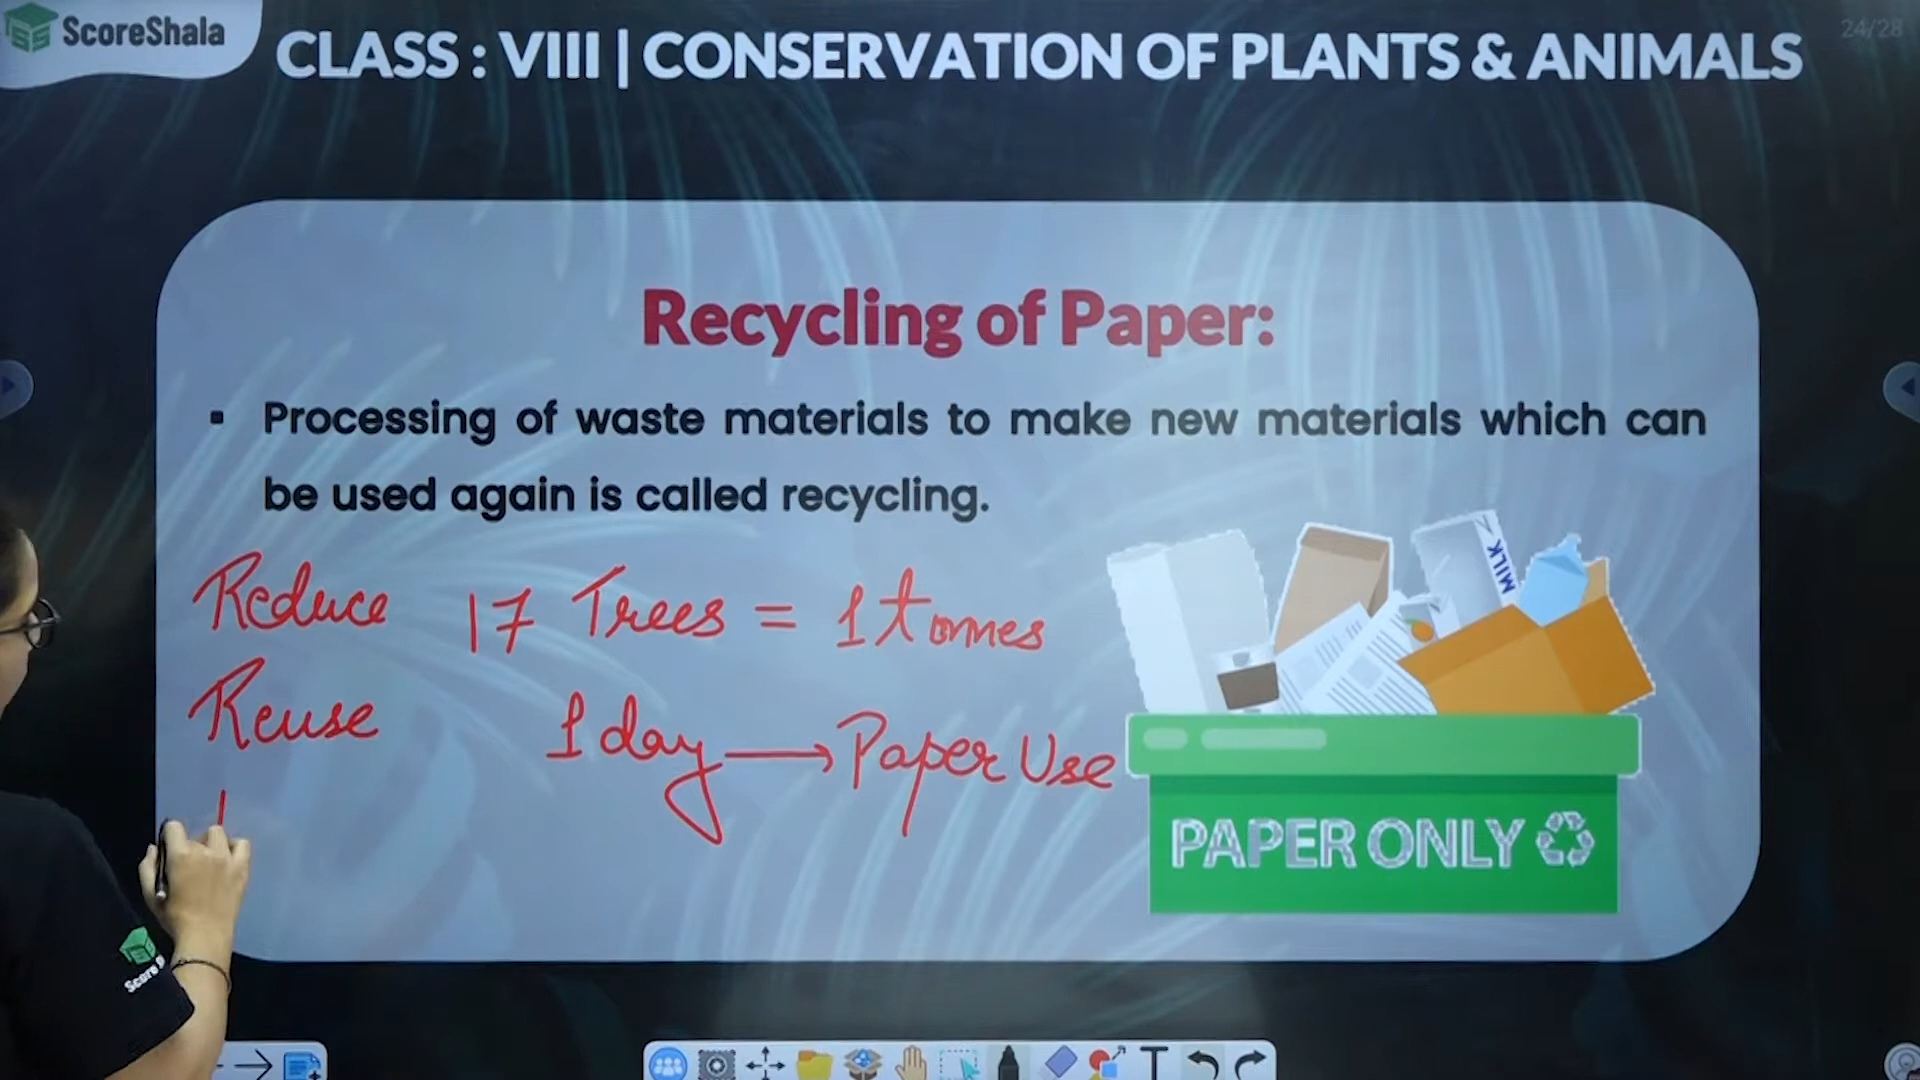 ScoreShala
CLASS : VIII | CONSERVATION OF PLANTS & ANIMALS
24/28
Recycling of Paper:
▪ Processing of waste materials to make new materials which can
be used again is called recycling.
Reduce 17 Trees = 1 tonnes
Reuse 1 day → Paper Use
MILK
PAPER ONLY
Score S